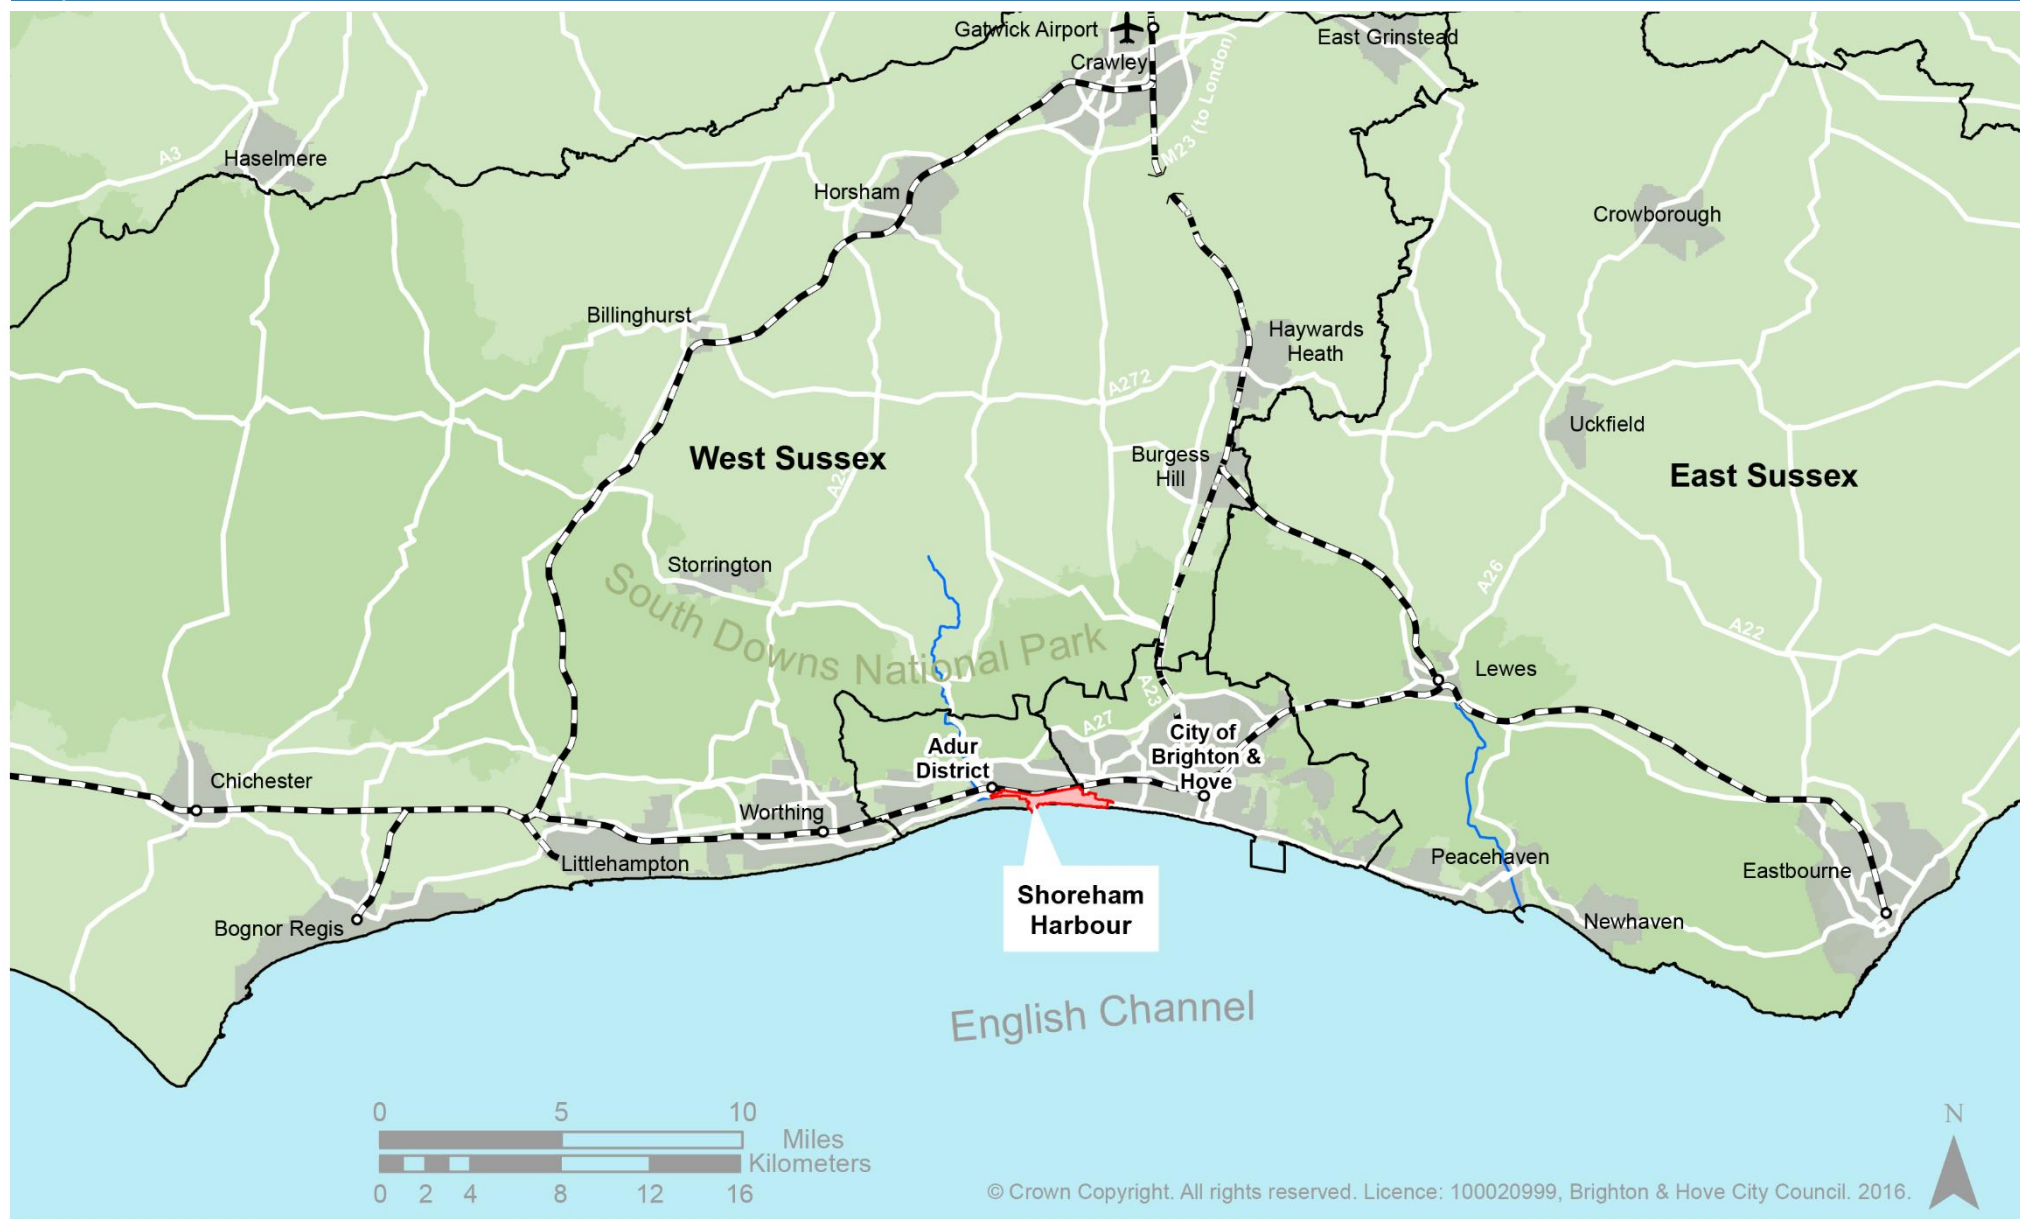 Gatwick Airport
East Grinstead
Crawley
M23 (to London)
A3
Haselmere
Horsham
Crowborough
Billinghurst
Haywards
Heath
A272
Uckfield
West Sussex
Burgess
Hill
East Sussex
Storrington
A26
A22
South Downs National Park
Lewes
A23
A27
Adur
District
City of
Brighton &
Hove
Chichester
Worthing
Littlehampton
Peacehaven
Eastbourne
Shoreham
Harbour
Bognor Regis
Newhaven
English Channel
0 5 10
Miles
Kilometers
0 2 4 8 12 16
N
© Crown Copyright. All rights reserved. Licence: 100020999, Brighton & Hove City Council. 2016.